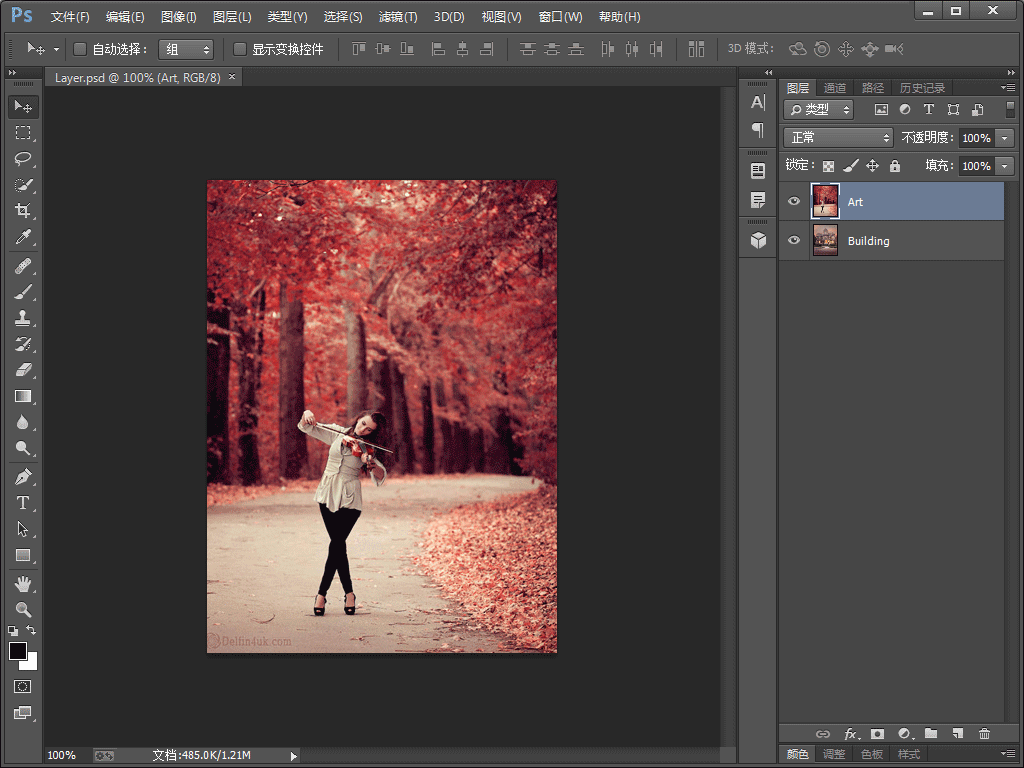 Ps 文件(F) 编辑(E) 图像(I) 图层(L) 类型(Y) 选择(S) 滤镜(T) 3D(D) 视图(V) 窗口(W) 帮助(H)
自动选择： 组 显示变换控件 3D 模式：
Layer.psd @ 100% (Art, RGB/8) ×
图层 通道 路径 历史记录
类型
正常 不透明度： 100%
锁定： 填充： 100%
Art
Building
Delfin4uk.com
100% 文档:485.0K/1.21M
颜色 调整 色板 样式